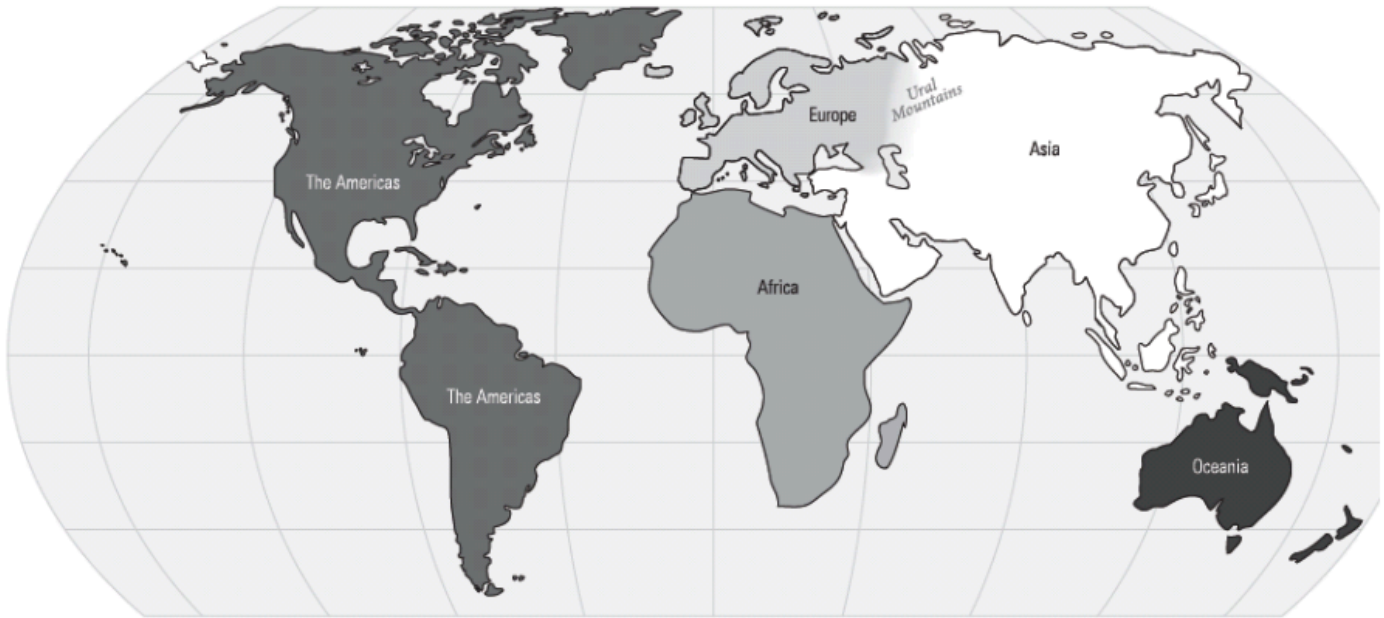 Ural
Mountains
Europe
Asia
The Americas
Africa
The Americas
Oceania